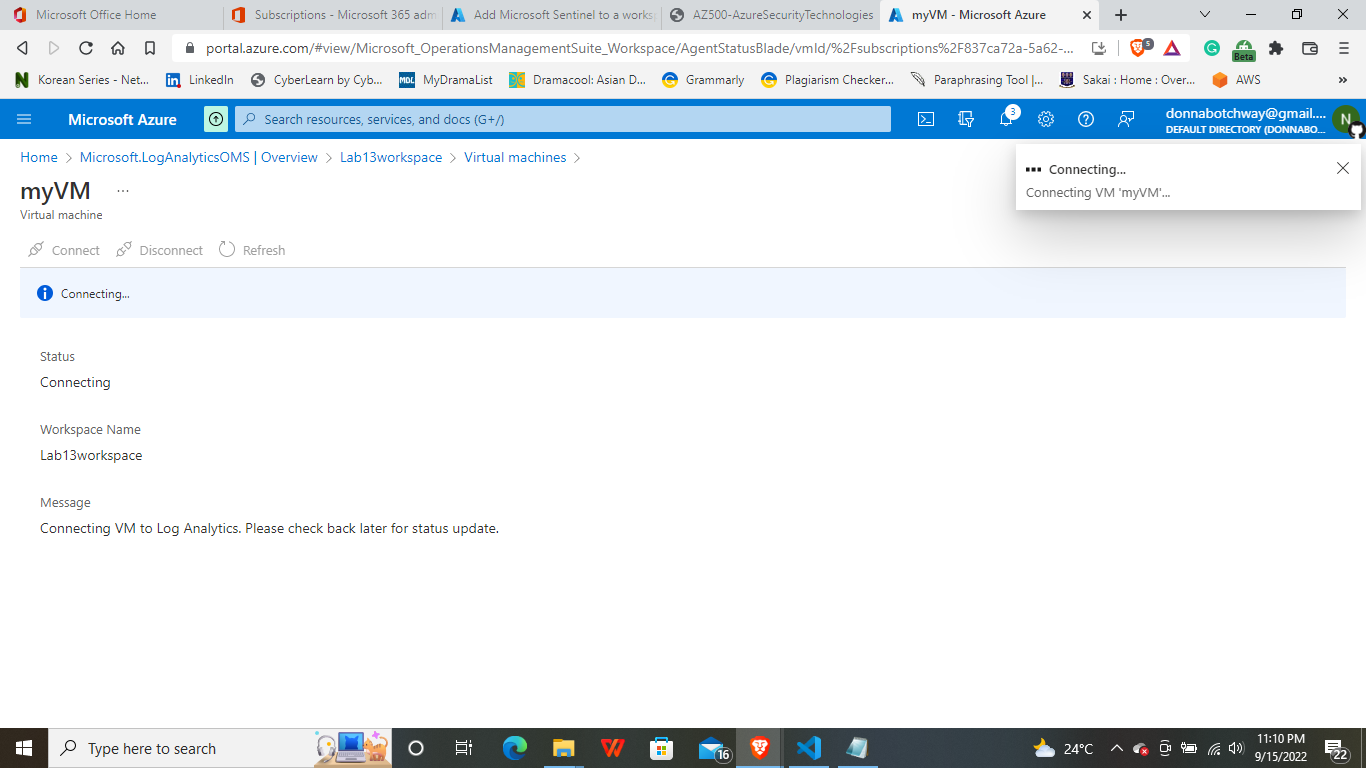 Microsoft Office Home
Subscriptions - Microsoft 365 adm
Add Microsoft Sentinel to a works
AZ500-AzureSecurityTechnologies
myVM - Microsoft Azure
portal.azure.com/#view/Microsoft_OperationsManagementSuite_Workspace/AgentStatusBlade/vmId/%2Fsubscriptions%2F837ca72a-5a62-...
5
Beta
Korean Series - Net...
LinkedIn
CyberLearn by Cyb...
MDL
MyDramaList
Dramacool: Asian D...
Grammarly
Plagiarism Checker...
Paraphrasing Tool |...
Sakai : Home : Over...
AWS
»
Microsoft Azure
Search resources, services, and docs (G+/)
3
donnabotchway@gmail....
DEFAULT DIRECTORY (DONNABO...
N
Home > Microsoft.LogAnalyticsOMS | Overview > Lab13workspace > Virtual machines >
myVM ...
Virtual machine
Connecting...
Connecting VM 'myVM'...
Connect
Disconnect
Refresh
Connecting...
Status
Connecting
Workspace Name
Lab13workspace
Message
Connecting VM to Log Analytics. Please check back later for status update.
Type here to search
16
24°C
11:10 PM
9/15/2022
22